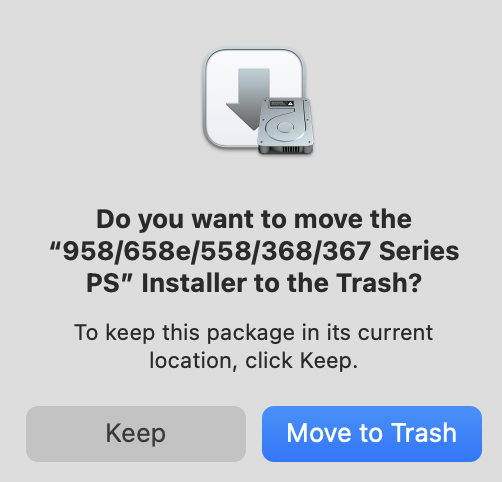 Do you want to move the
“958/658e/558/368/367 Series
PS” Installer to the Trash?
To keep this package in its current
location, click Keep.
Keep
Move to Trash